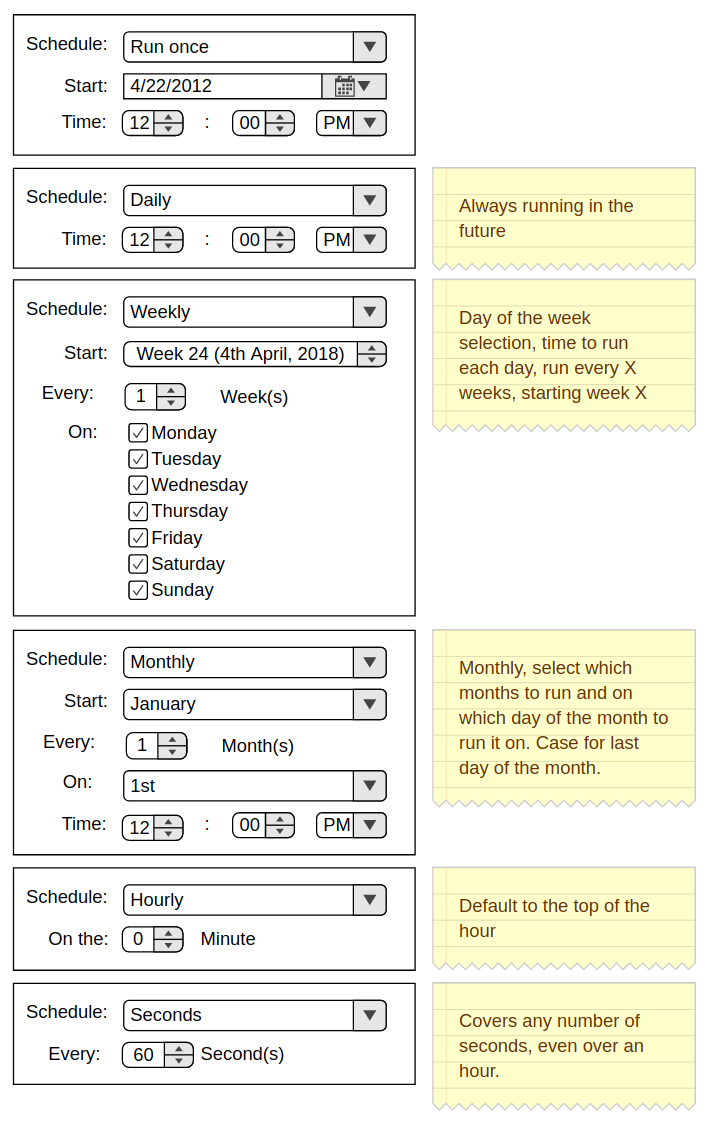 Schedule: Run once
Start: 4/22/2012
Time: 12 : 00 PM
Schedule: Daily
Time: 12 : 00 PM
Always running in the
future
Schedule: Weekly
Start: Week 24 (4th April, 2018)
Every: 1 Week(s)
On: Monday
Tuesday
Wednesday
Thursday
Friday
Saturday
Sunday
Day of the week
selection, time to run
each day, run every X
weeks, starting week X
Schedule: Monthly
Start: January
Every: 1 Month(s)
On: 1st
Time: 12 : 00 PM
Monthly, select which
months to run and on
which day of the month to
run it on. Case for last
day of the month.
Schedule: Hourly
On the: 0 Minute
Default to the top of the
hour
Schedule: Seconds
Every: 60 Second(s)
Covers any number of
seconds, even over an
hour.